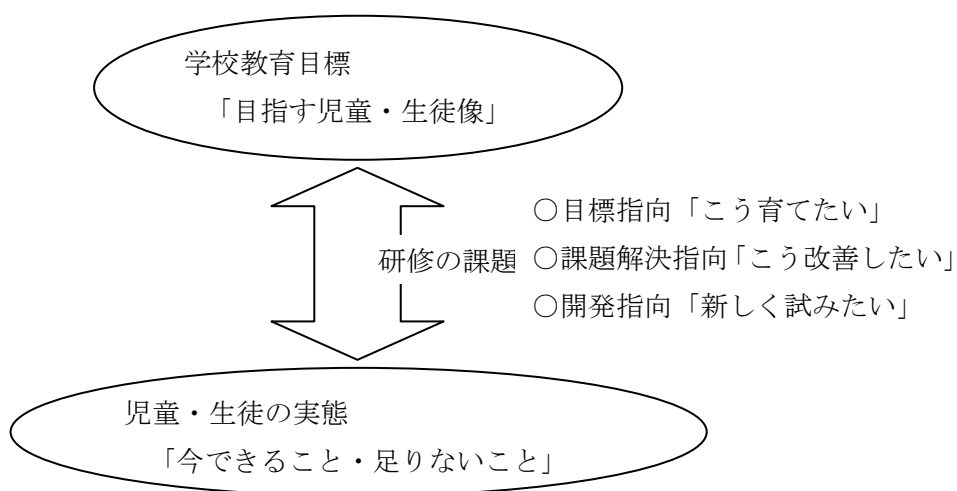 学校教育目標
「目指す児童・生徒像」
○目標指向「こう育てたい」
研修の課題
○課題解決指向「こう改善したい」
○開発指向「新しく試みたい」
児童・生徒の実態
「今できること・足りないこと」